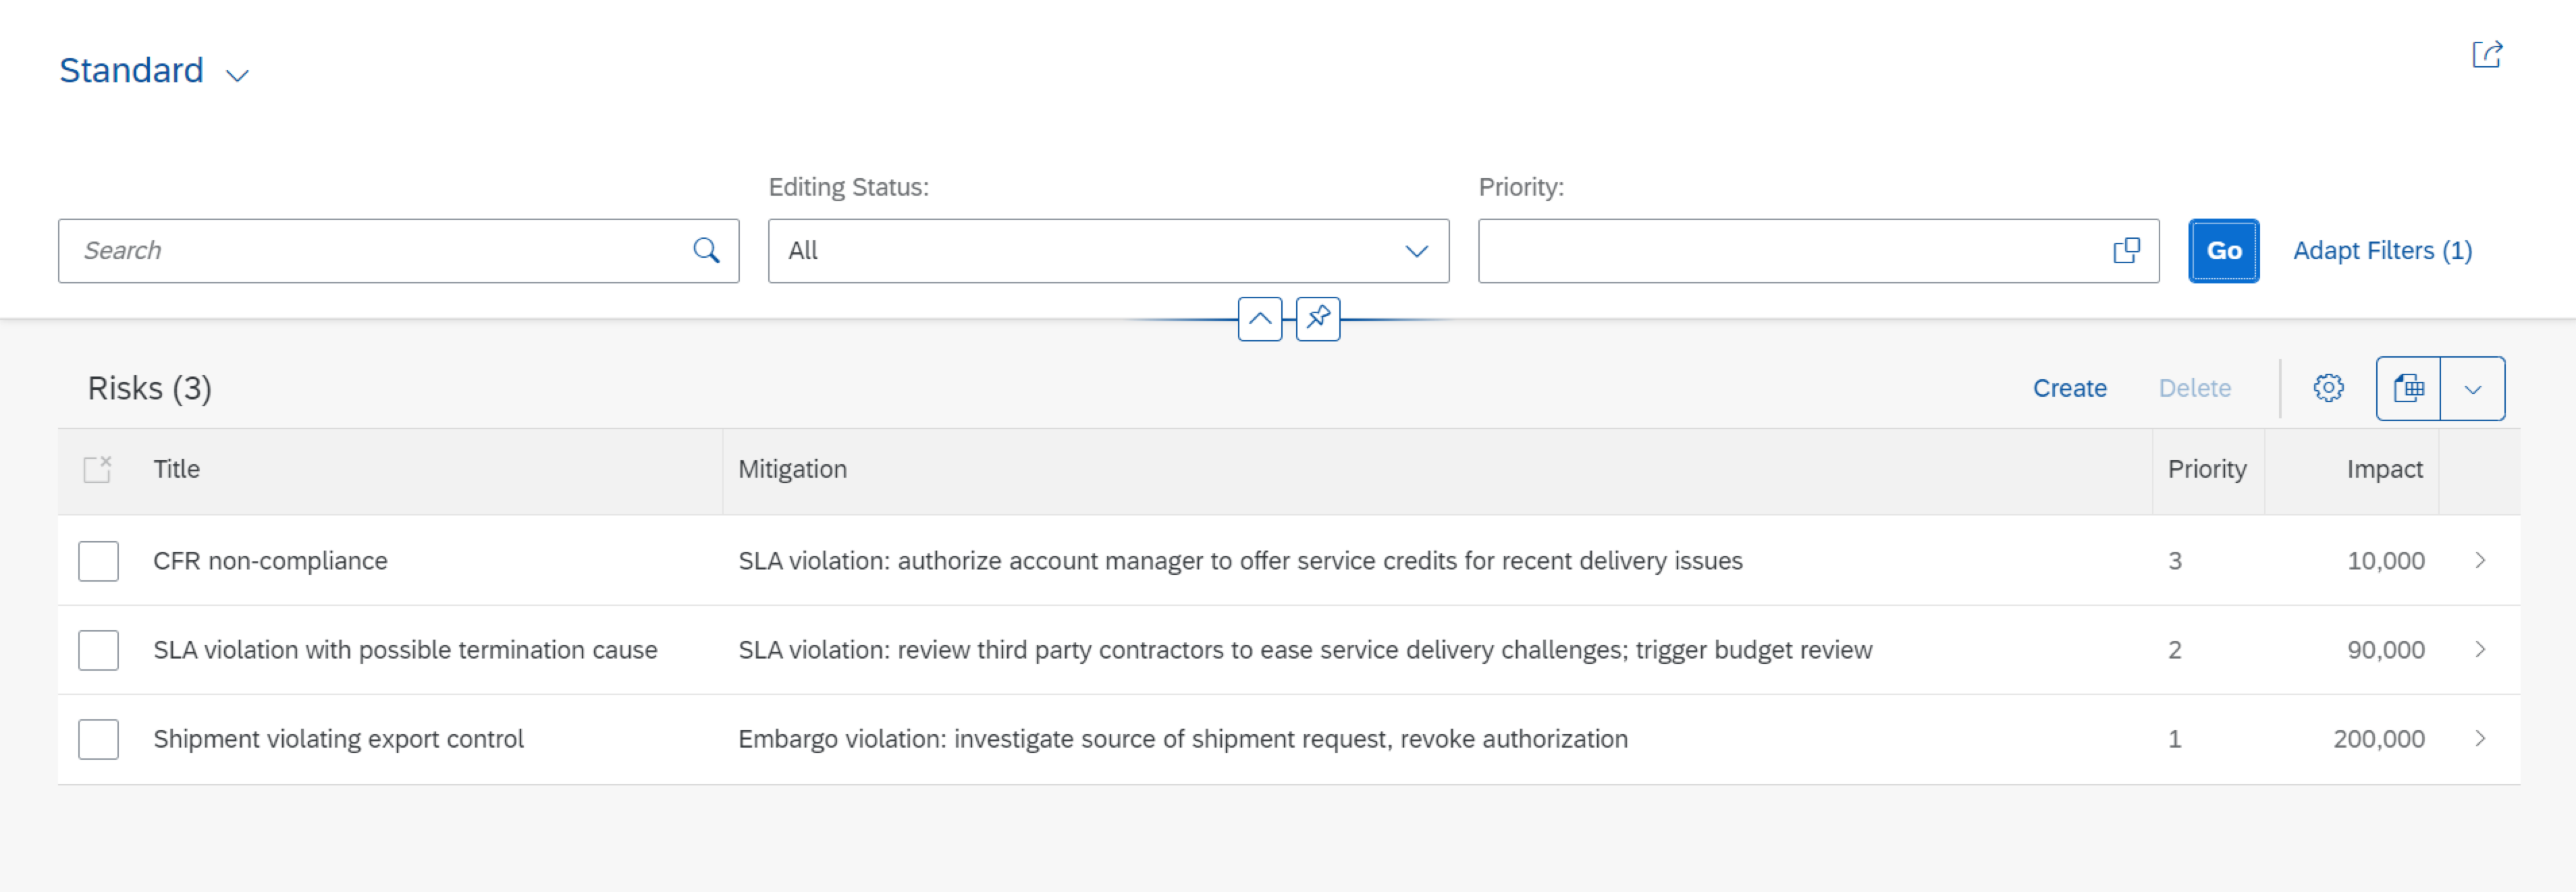 Standard
Editing Status:
Priority:
Search
All
Go
Adapt Filters (1)
Risks (3)
Create
Delete
Title
Mitigation
Priority
Impact
CFR non-compliance
SLA violation: authorize account manager to offer service credits for recent delivery issues
3
10,000
SLA violation with possible termination cause
SLA violation: review third party contractors to ease service delivery challenges; trigger budget review
2
90,000
Shipment violating export control
Embargo violation: investigate source of shipment request, revoke authorization
1
200,000